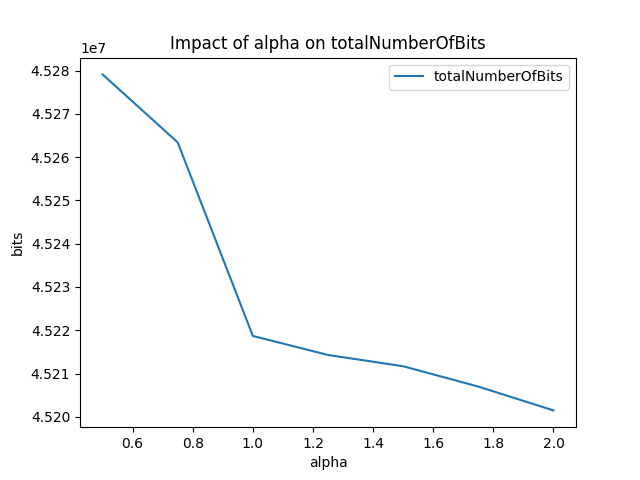 Impact of alpha on totalNumberOfBits
1e7
totalNumberOfBits
4.528
4.527
4.526
4.525
4.524
4.523
4.522
4.521
4.520
bits
0.6 0.8 1.0 1.2 1.4 1.6 1.8 2.0
alpha